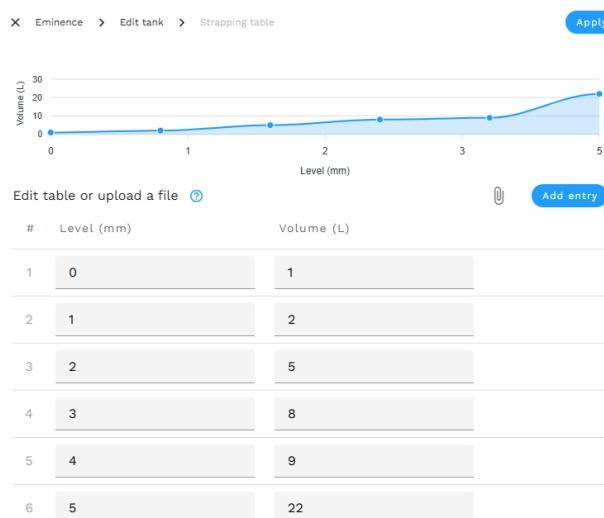 Eminence > Edit tank > Strapping table Apply
Volume (L)
30
20
10
0
0 1 2 3 5
Level (mm)
Edit table or upload a file Add entry
# Level (mm) Volume (L)
1 0 1
2 1 2
3 2 5
4 3 8
5 4 9
6 5 22